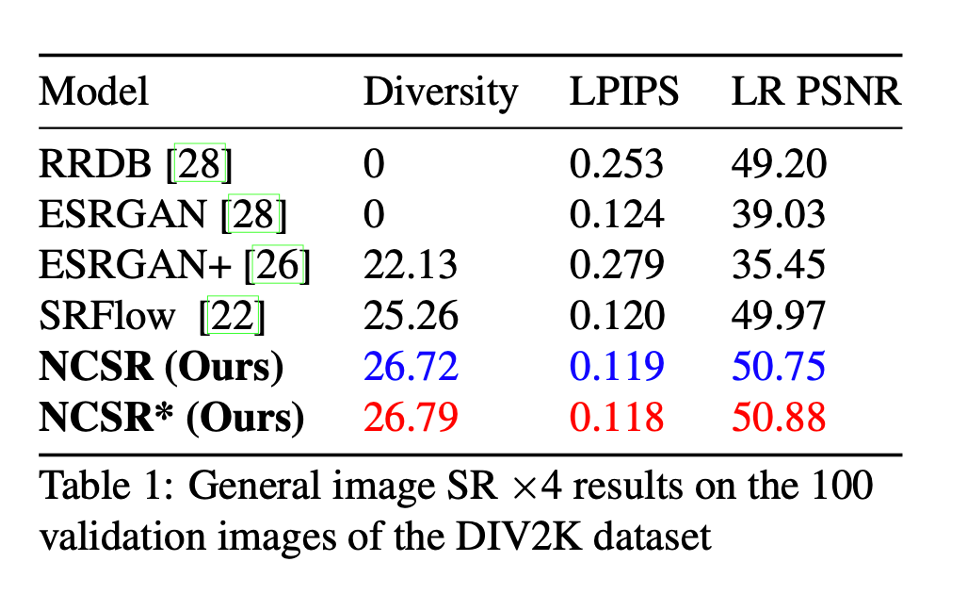 Model Diversity LPIPS LR PSNR
RRDB [28] 0 0.253 49.20
ESRGAN [28] 0 0.124 39.03
ESRGAN+ [26] 22.13 0.279 35.45
SRFlow [22] 25.26 0.120 49.97
NCSR (Ours) 26.72 0.119 50.75
NCSR* (Ours) 26.79 0.118 50.88
Table 1: General image SR ×4 results on the 100
validation images of the DIV2K dataset